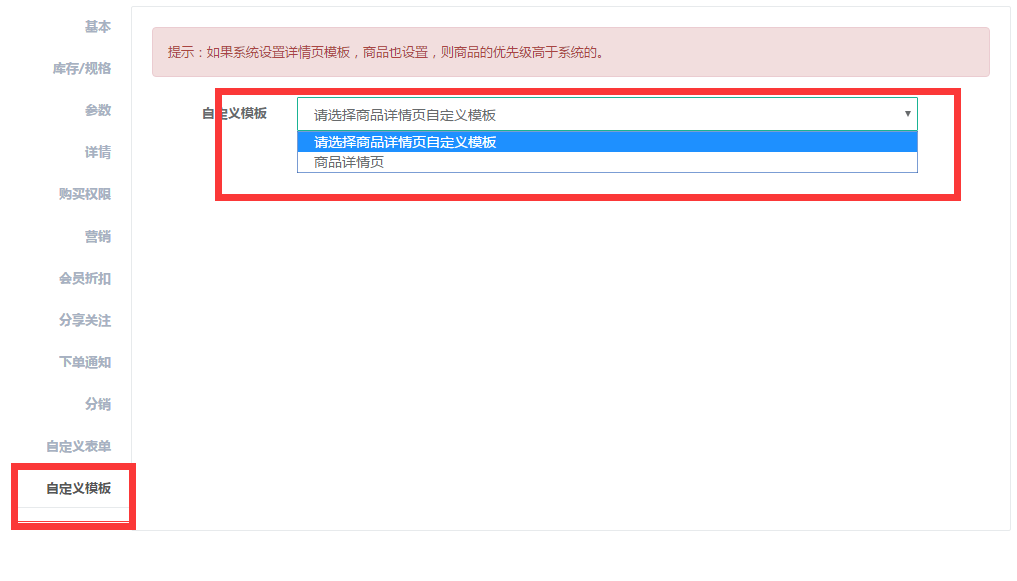 基本
库存/规格
参数
详情
购买权限
营销
会员折扣
分享关注
下单通知
分销
自定义表单
自定义模板
提示：如果系统设置详情页模板，商品也设置，则商品的优先级高于系统的。
自定义模板
请选择商品详情页自定义模板
请选择商品详情页自定义模板
商品详情页